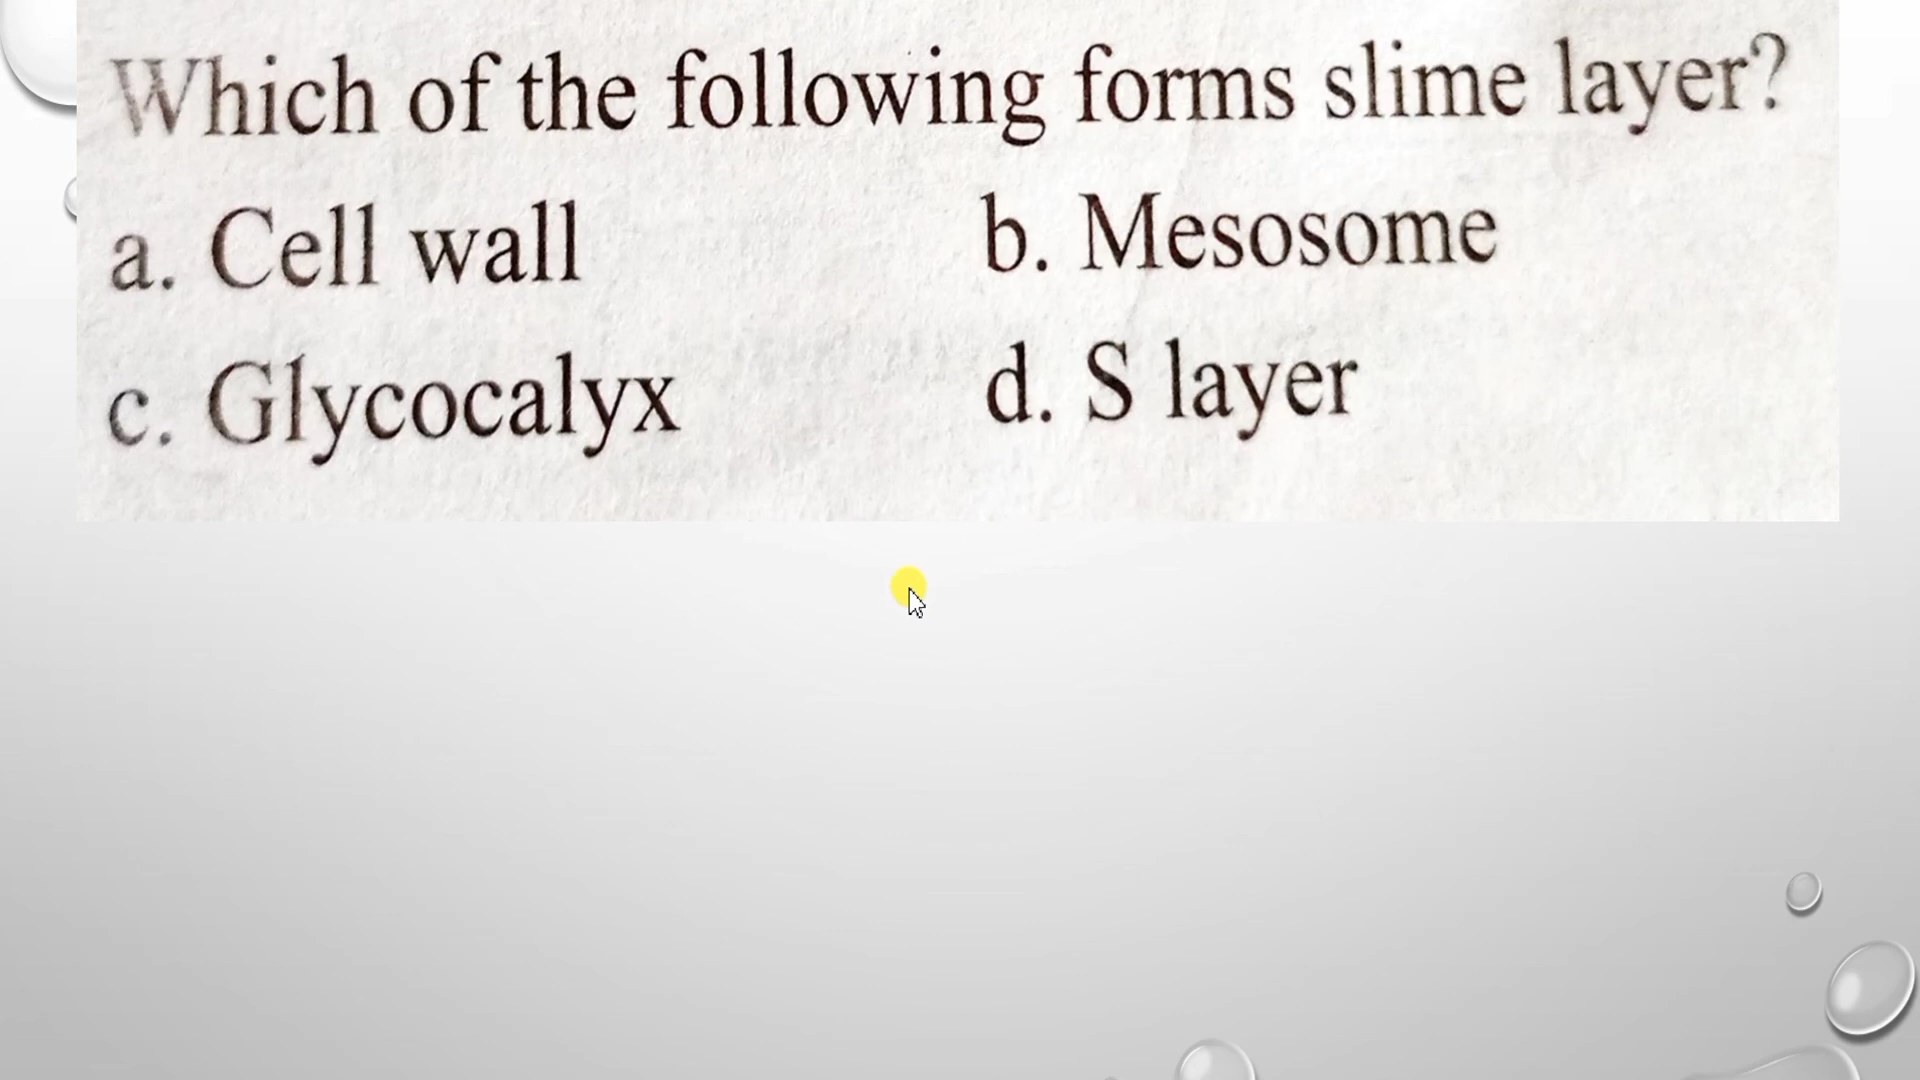 Which of the following forms slime layer?
a. Cell wall b. Mesosome
c. Glycocalyx d. S layer